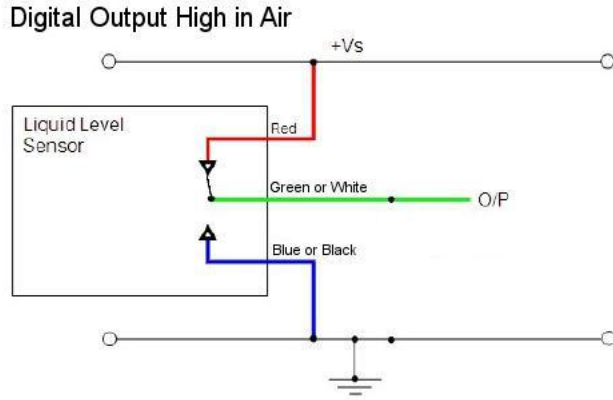 Digital Output High in Air
+Vs
Liquid Level
Sensor
Red
Green or White
O/P
Blue or Black